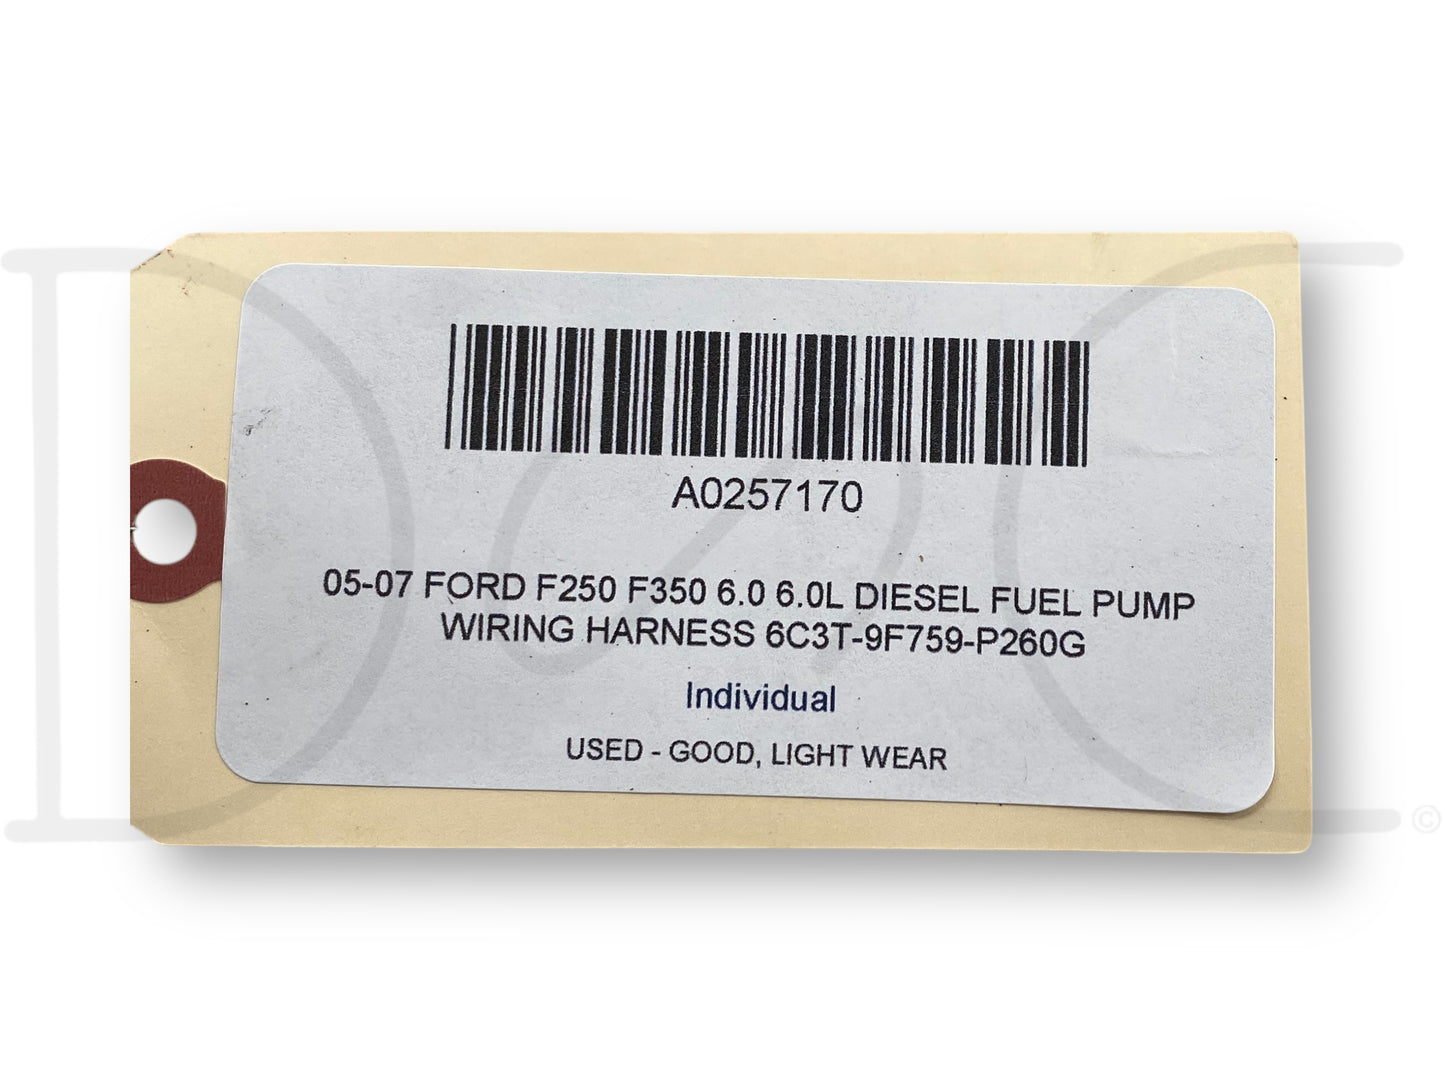 A0257170
05-07 FORD F250 F350 6.0 6.0L DIESEL FUEL PUMP
WIRING HARNESS 6C3T-9F759-P260G
Individual
USED - GOOD, LIGHT WEAR
©